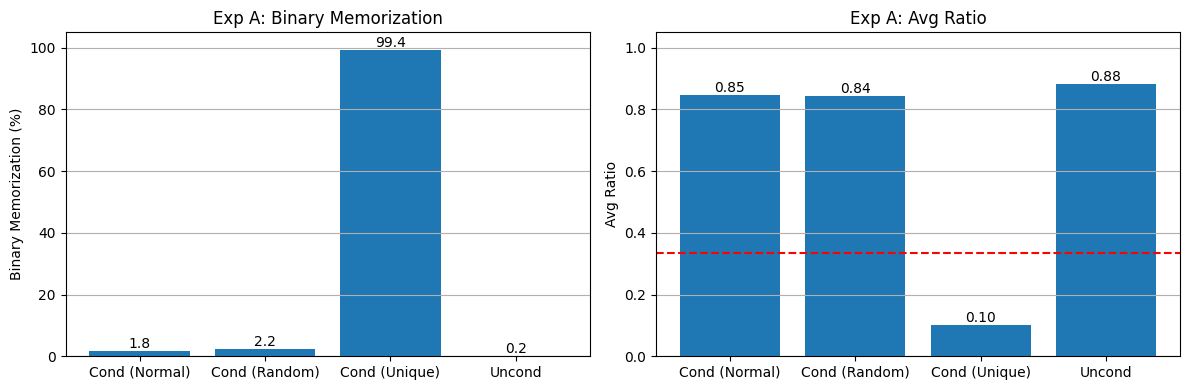 Exp A: Binary Memorization
Binary Memorization (%)
100
80
60
40
20
0
1.8
2.2
99.4
0.2
Cond (Normal)
Cond (Random)
Cond (Unique)
Uncond
Exp A: Avg Ratio
Avg Ratio
1.0
0.8
0.6
0.4
0.2
0.0
0.85
0.84
0.10
0.88
Cond (Normal)
Cond (Random)
Cond (Unique)
Uncond